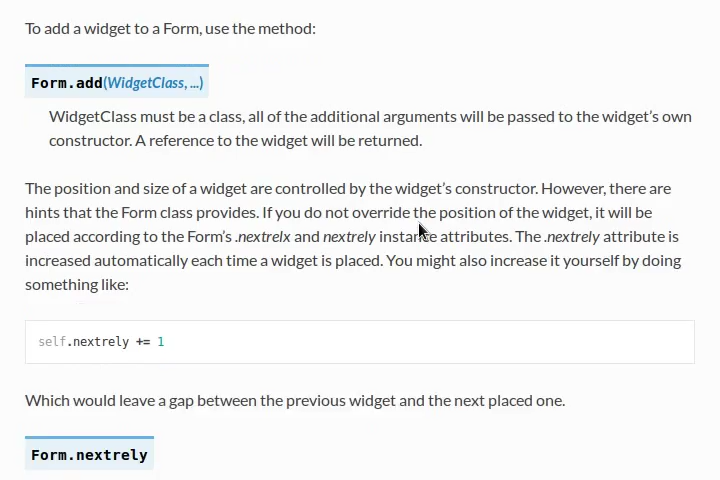 To add a widget to a Form, use the method:
Form.add(WidgetClass, ...)
WidgetClass must be a class, all of the additional arguments will be passed to the widget’s own
constructor. A reference to the widget will be returned.
The position and size of a widget are controlled by the widget’s constructor. However, there are
hints that the Form class provides. If you do not override the position of the widget, it will be
placed according to the Form’s .nextrelx and nextrely instance attributes. The .nextrely attribute is
increased automatically each time a widget is placed. You might also increase it yourself by doing
something like:
self.nextrely += 1
Which would leave a gap between the previous widget and the next placed one.
Form.nextrely